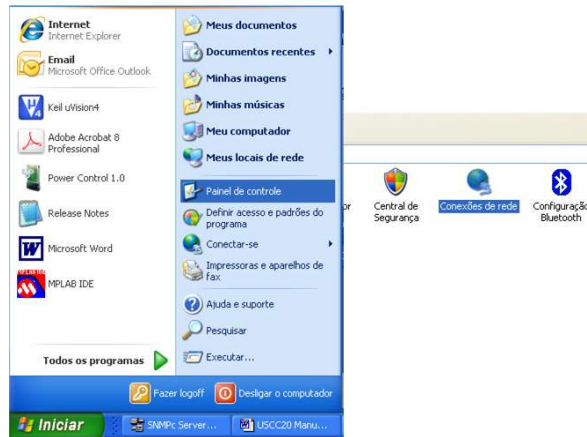 Internet
Internet Explorer
Email
Microsoft Office Outlook
Keil uVision4
Adobe Acrobat 8
Professional
Power Control 1.0
Release Notes
Microsoft Word
MPLAB IDE
Todos os programas
Meus documentos
Documentos recentes
Minhas imagens
Minhas músicas
Meu computador
Meus locais de rede
Painel de controle
Definir acesso e padrões do
programa
Conectar-se
Impressoras e aparelhos de
fax
Ajuda e suporte
Pesquisar
Executar...
Fazer logoff
Desligar o computador
Iniciar
SNMPc Server...
USCC20 Manu...
Central de
Segurança
Conexões de rede
Configuração
Bluetooth